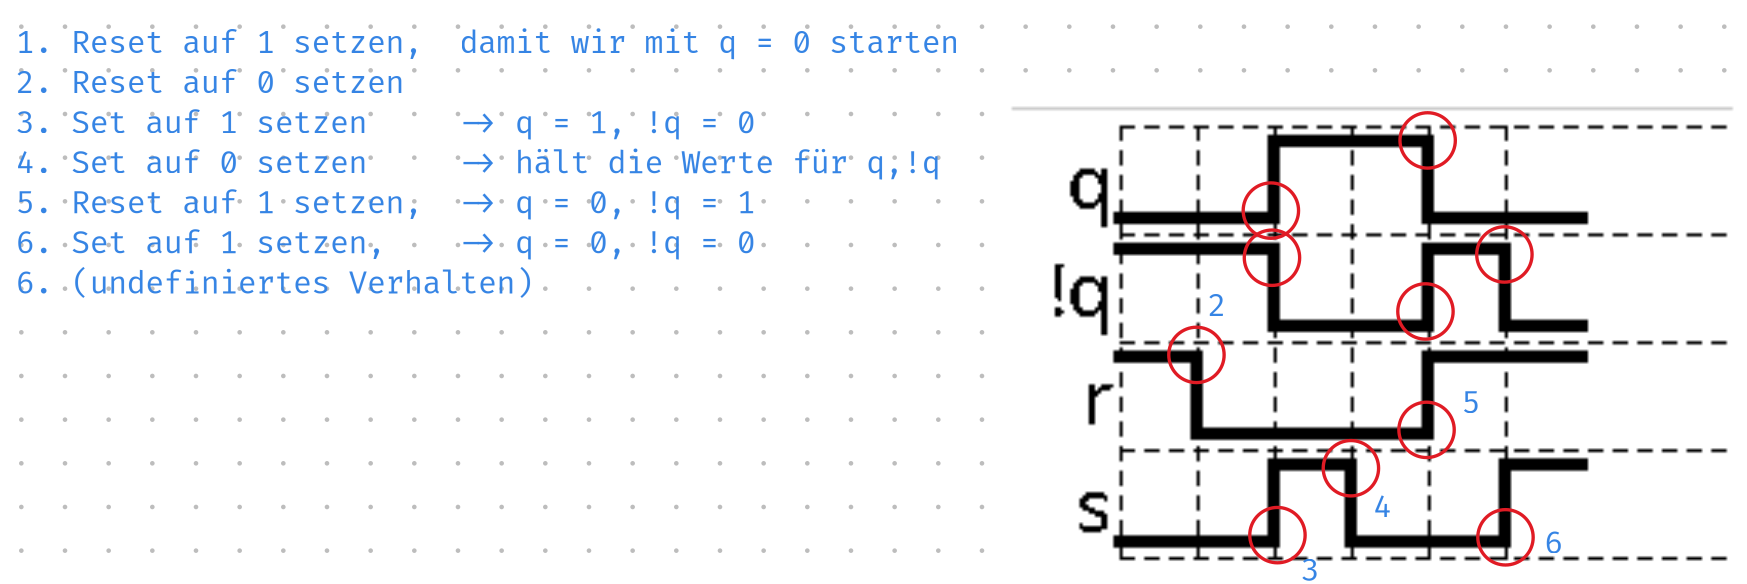 1. Reset auf 1 setzen, damit wir mit q = 0 starten
2. Reset auf 0 setzen
3. Set auf 1 setzen → q = 1, !q = 0
4. Set auf 0 setzen → hält die Werte für q,!q
5. Reset auf 1 setzen, → q = 0, !q = 1
6. Set auf 1 setzen, → q = 0, !q = 0
6. (undefiniertes Verhalten)
q
!q
2
r
5
s
4
6
3